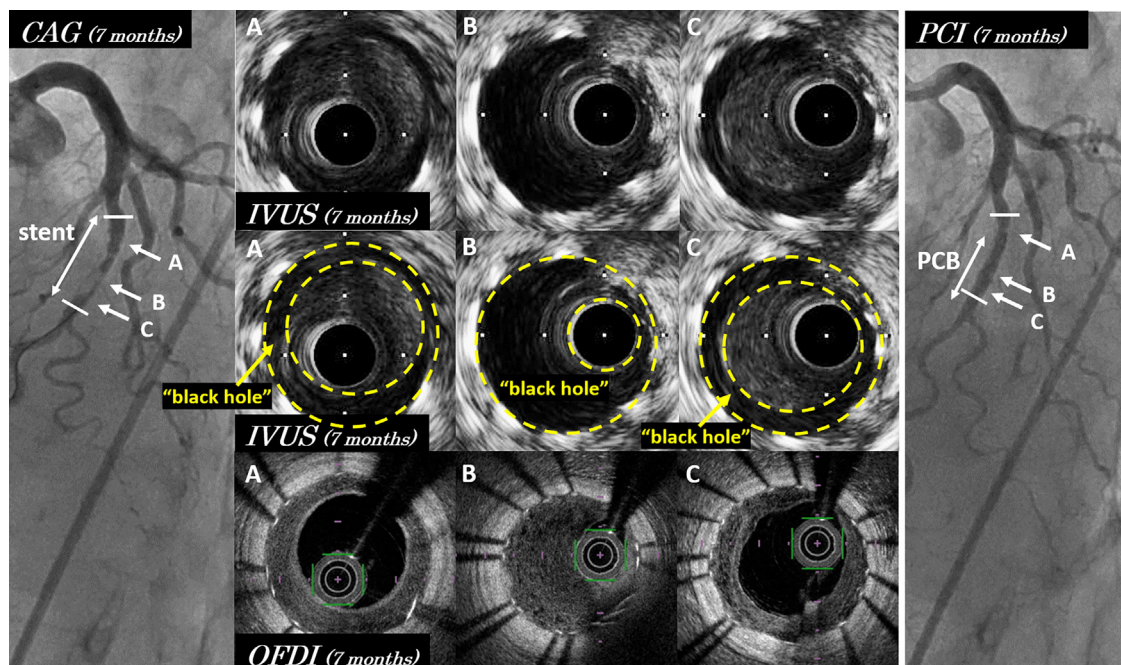 CAG (7 months)
A
B
C
PCI (7 months)
IVUS (7 months)
stent
A
B
C
A
B
C
"black hole"
"black hole"
"black hole"
IVUS (7 months)
PCB
A
B
C
A
B
C
OFDI (7 months)